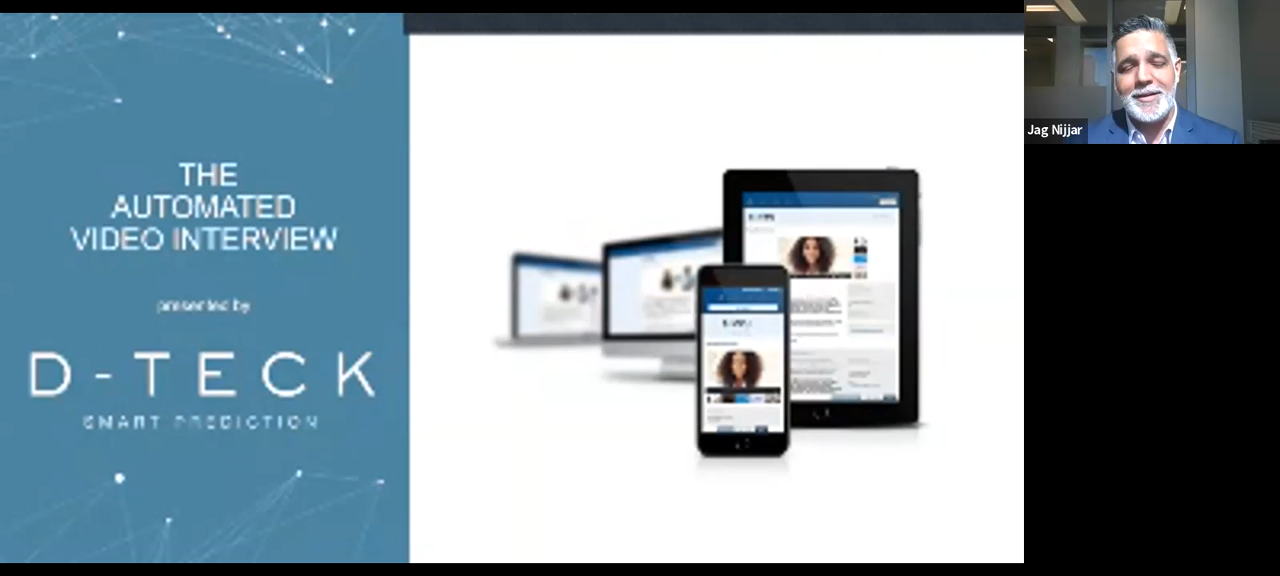 THE
AUTOMATED
VIDEO INTERVIEW
presented by
D-TECK
SMART PREDICTION
Jag Nijjar